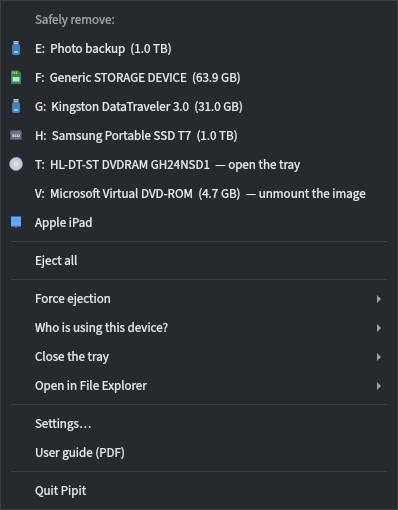 Safely remove:
E: Photo backup (1.0 TB)
F: Generic STORAGE DEVICE (63.9 GB)
G: Kingston DataTraveler 3.0 (31.0 GB)
H: Samsung Portable SSD T7 (1.0 TB)
T: HL-DT-ST DVDRAM GH24NSD1 — open the tray
V: Microsoft Virtual DVD-ROM (4.7 GB) — unmount the image
Apple iPad
Eject all
Force ejection
Who is using this device?
Close the tray
Open in File Explorer
Settings…
User guide (PDF)
Quit Pipit